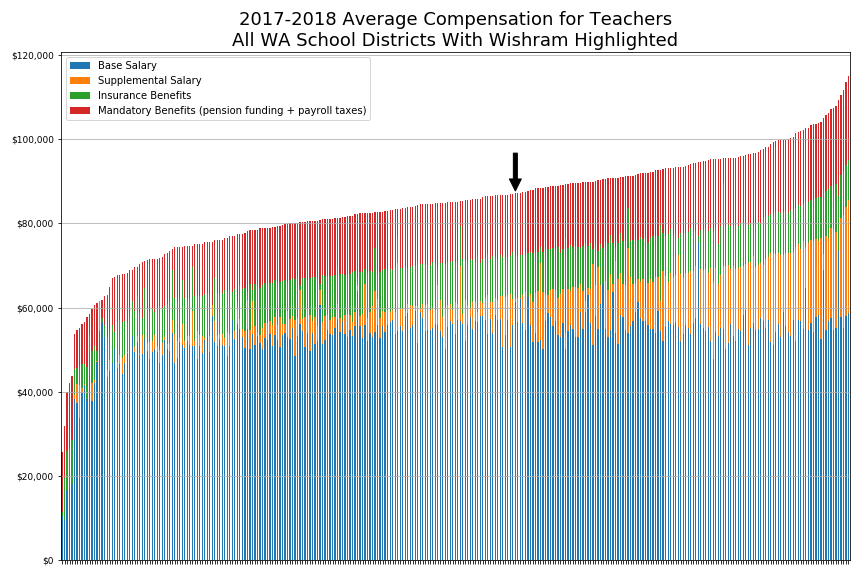 2017-2018 Average Compensation for Teachers
All WA School Districts With Wishram Highlighted
$120,000
$100,000
$80,000
$60,000
$40,000
$20,000
$0
Base Salary
Supplemental Salary
Insurance Benefits
Mandatory Benefits (pension funding + payroll taxes)